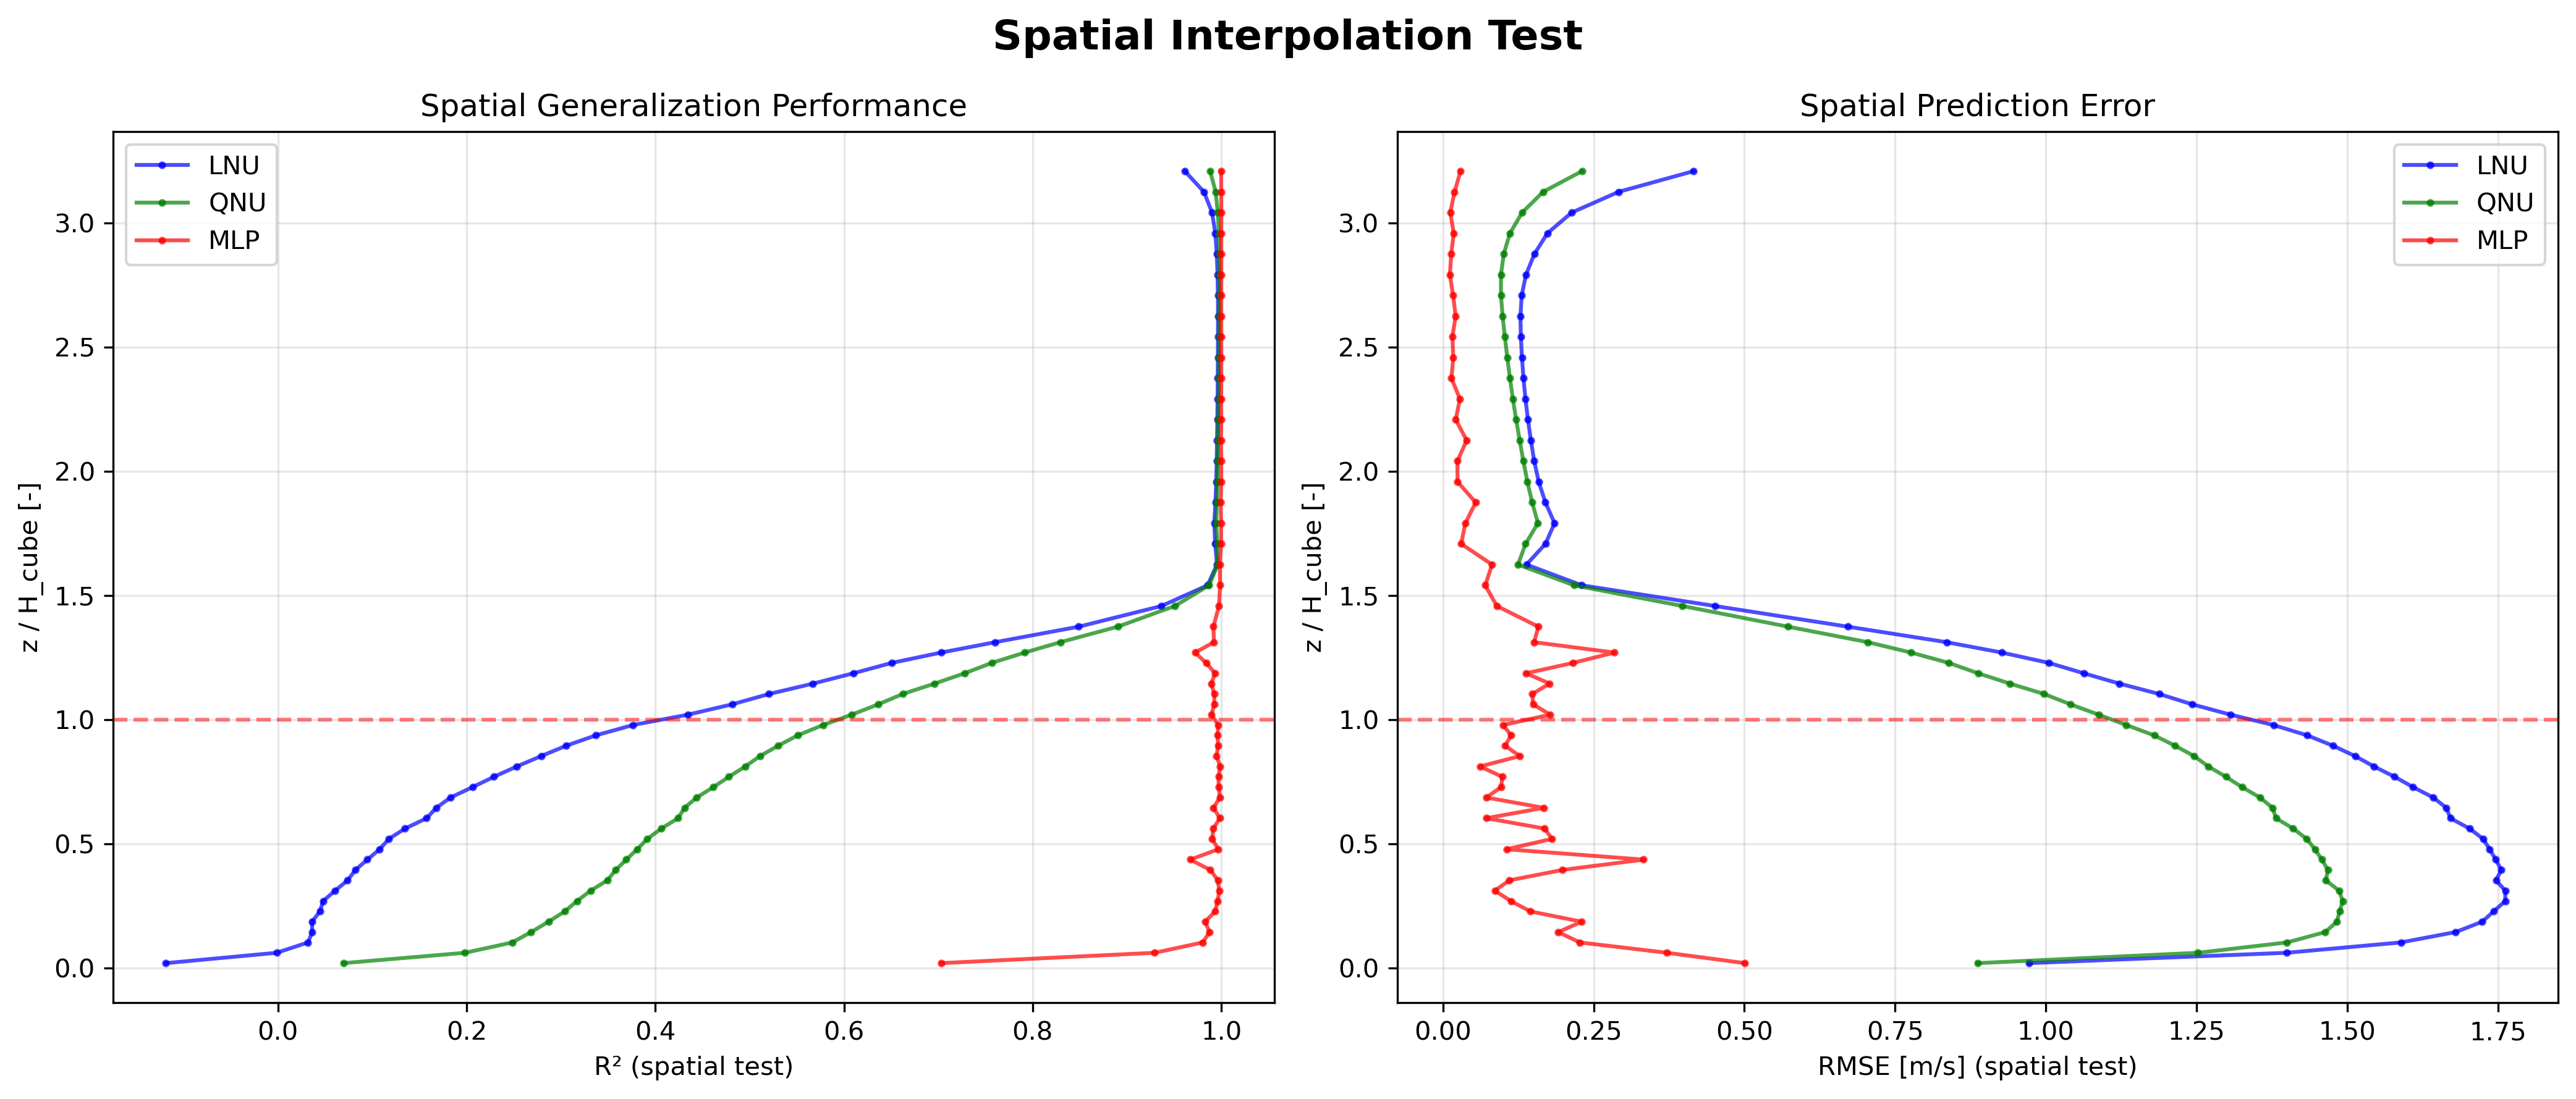 Spatial Interpolation Test
Spatial Generalization Performance
LNU
QNU
MLP
z / H_cube [-]
3.0
2.5
2.0
1.5
1.0
0.5
0.0
0.0
0.2
0.4
0.6
0.8
1.0
R² (spatial test)
Spatial Prediction Error
LNU
QNU
MLP
z / H_cube [-]
3.0
2.5
2.0
1.5
1.0
0.5
0.0
0.00
0.25
0.50
0.75
1.00
1.25
1.50
1.75
RMSE [m/s] (spatial test)